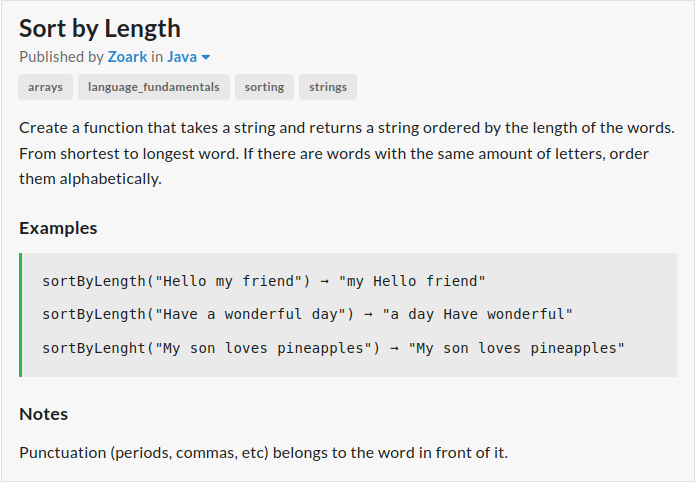 Sort by Length
Published by Zoark in Java
arrays language_fundamentals sorting strings
Create a function that takes a string and returns a string ordered by the length of the words.
From shortest to longest word. If there are words with the same amount of letters, order
them alphabetically.
Examples
sortByLength("Hello my friend") → "my Hello friend"
sortByLength("Have a wonderful day") → "a day Have wonderful"
sortByLenght("My son loves pineapples") → "My son loves pineapples"
Notes
Punctuation (periods, commas, etc) belongs to the word in front of it.